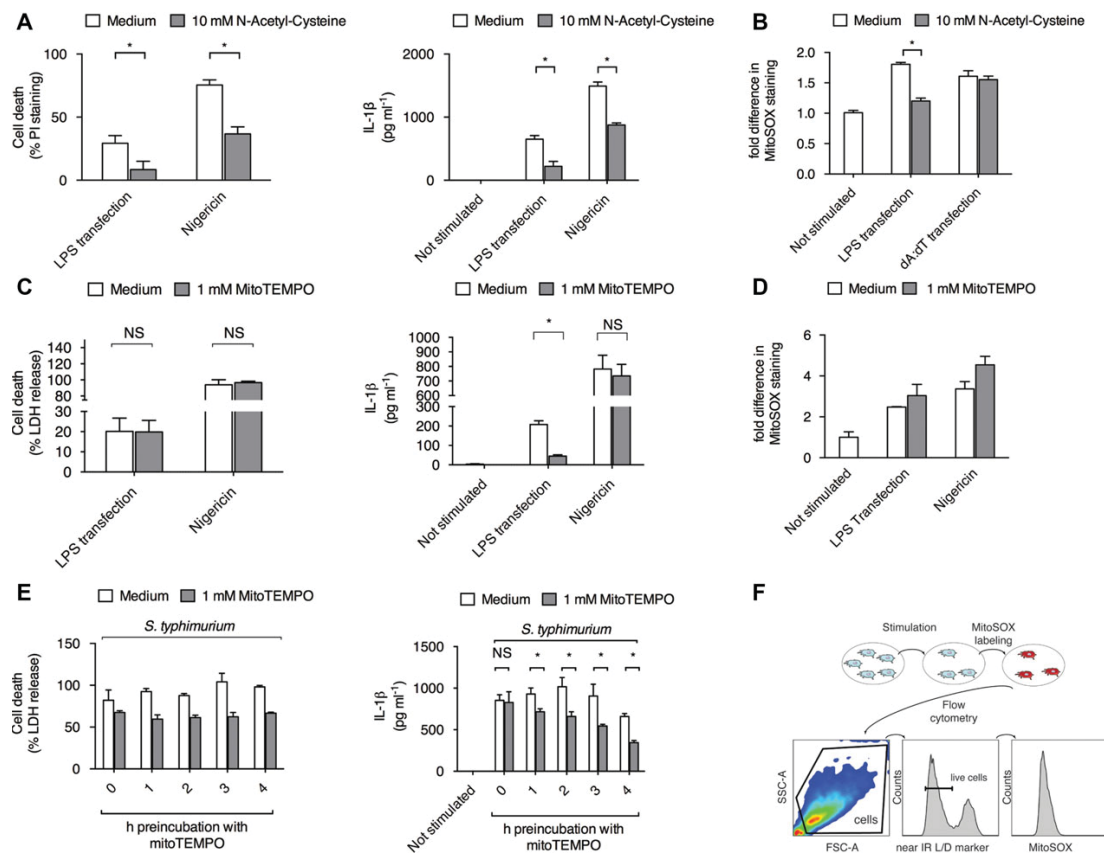 A
Medium 10 mM N-Acetyl-Cysteine
Cell death
(% PI staining)
100
50
0
*
*
LPS transfection
Nigericin
Medium 10 mM N-Acetyl-Cysteine
IL-1β
(pg ml⁻¹)
2000
1000
0
*
*
Not stimulated
LPS transfection
Nigericin
B
Medium 10 mM N-Acetyl-Cysteine
fold difference in
MitoSOX staining
2.0
1.5
1.0
0.5
0.0
*
Not stimulated
LPS transfection
dA:dT transfection
C
Medium 1 mM MitoTEMPO
Cell death
(% LDH release)
140
120
100
80
60
40
30
20
10
0
NS
NS
LPS transfection
Nigericin
Medium 1 mM MitoTEMPO
IL-1β
(pg ml⁻¹)
1000
900
800
700
600
400
300
200
100
0
*
NS
Not stimulated
LPS transfection
Nigericin
D
Medium 1 mM MitoTEMPO
fold difference in
MitoSOX staining
6
4
2
0
Not stimulated
LPS Transfection
Nigericin
E
Medium 1 mM MitoTEMPO
S. typhimurium
Cell death
(% LDH release)
150
100
50
0
0 1 2 3 4
h preincubation with
mitoTEMPO
Medium 1 mM MitoTEMPO
S. typhimurium
IL-1β
(pg ml⁻¹)
1500
1000
500
0
NS * * * *
Not stimulated
0 1 2 3 4
h preincubation with
mitoTEMPO
F
Stimulation
MitoSOX
labeling
Flow
cytometry
SSC-A
cells
FSC-A
Counts
live cells
near IR L/D marker
Counts
MitoSOX